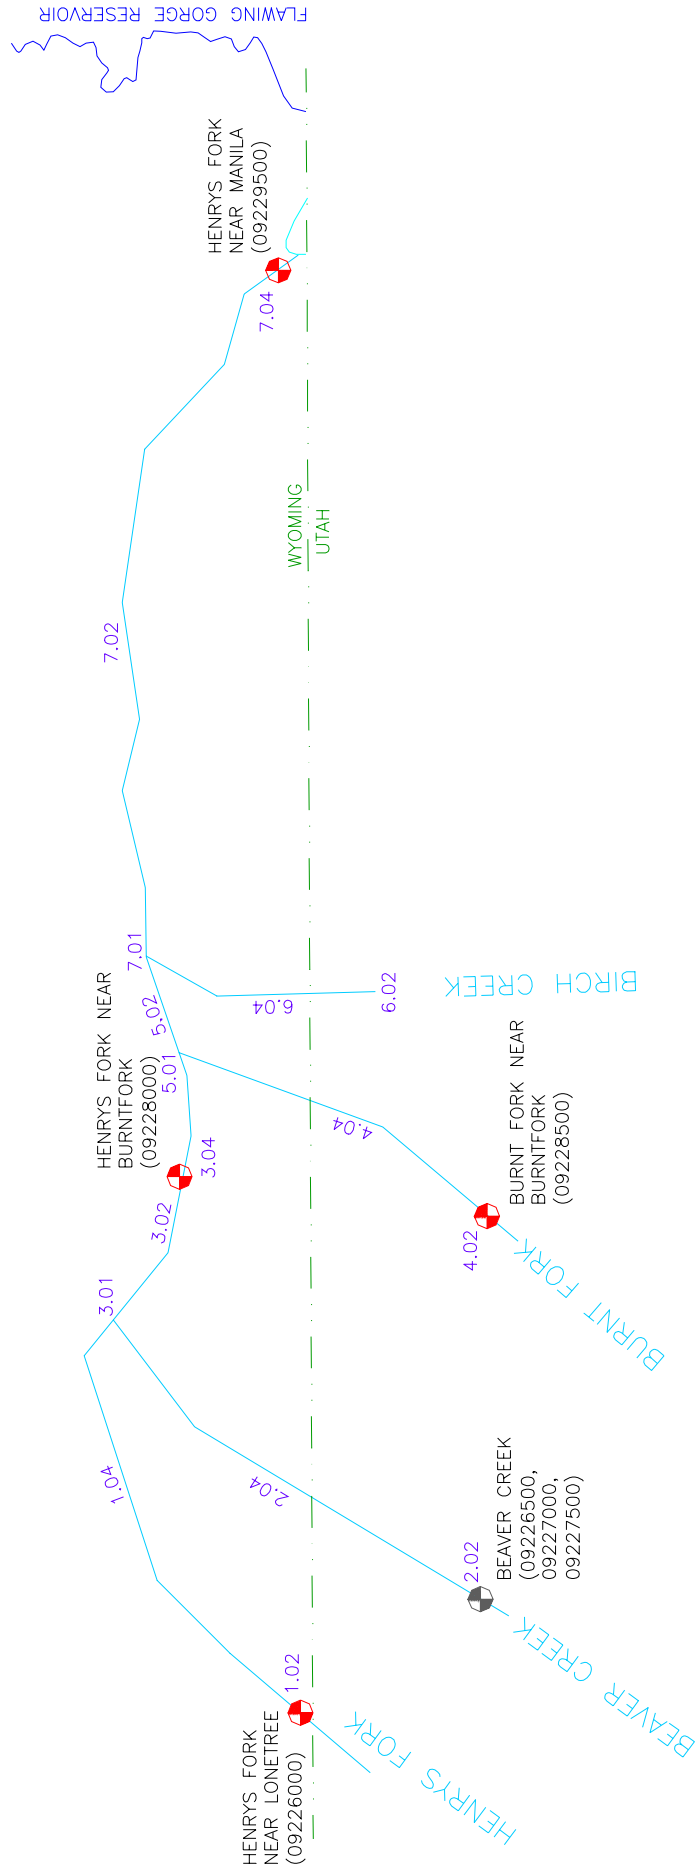 FLAWING GORGE RESERVOIR
HENRYS FORK
NEAR MANILA
(09229500)
7.04
WYOMING
UTAH
7.02
7.01
BIRCH CREEK
6.04
6.02
5.02
5.01
HENRYS FORK NEAR
BURNTFORK
(09228000)
3.04
3.02
4.04
BURNT FORK NEAR
BURNTFORK
(09228500)
4.02
BURNT FORK
3.01
1.04
2.04
BEAVER CREEK
(09226500,
09227000,
09227500)
2.02
BEAVER CREEK
1.02
HENRYS FORK
NEAR LONETREE
(09226000)
HENRYS FORK